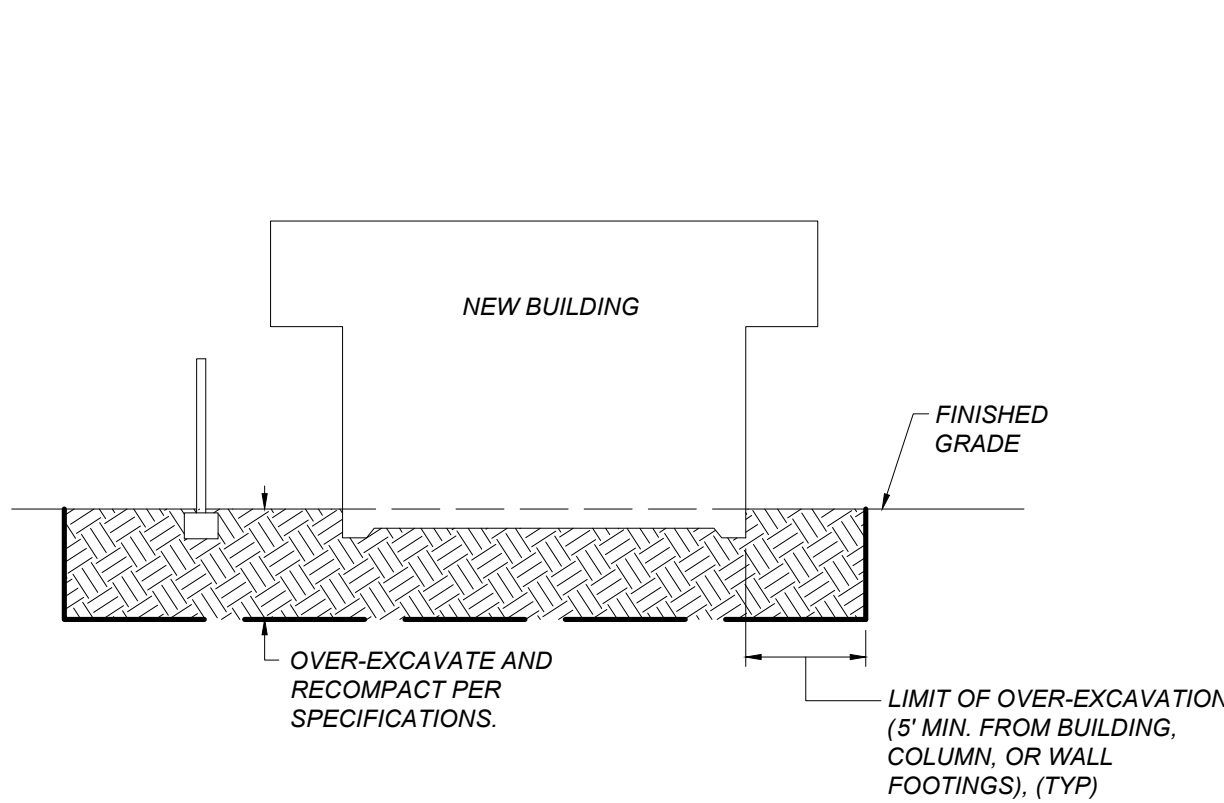 NEW BUILDING
FINISHED
GRADE
OVER-EXCAVATE AND
RECOMPACT PER
SPECIFICATIONS.
LIMIT OF OVER-EXCAVATION
(5' MIN. FROM BUILDING,
COLUMN, OR WALL
FOOTINGS), (TYP)